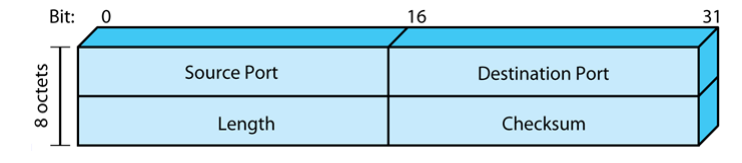 Bit: 0 16 31
8 octets
Source Port Destination Port
Length Checksum